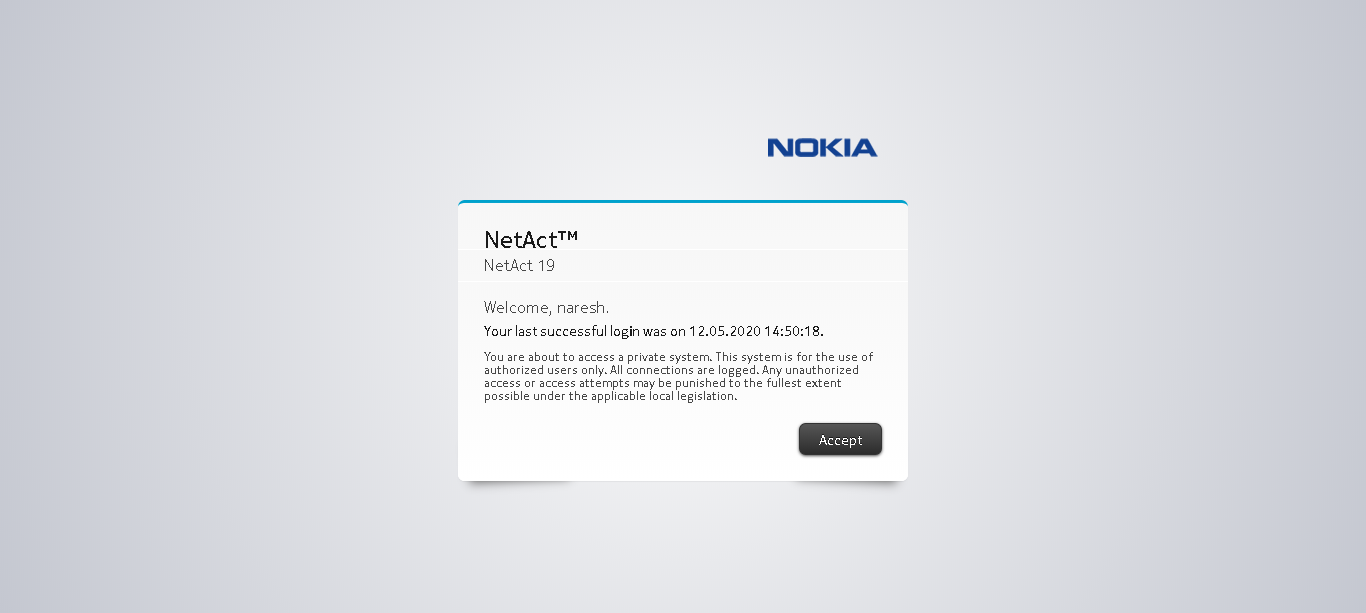 NOKIA
NetAct™
NetAct 19
Welcome, naresh.
Your last successful login was on 12.05.2020 14:50:18.
You are about to access a private system. This system is for the use of
authorized users only. All connections are logged. Any unauthorized
access or access attempts may be punished to the fullest extent
possible under the applicable local legislation.
Accept